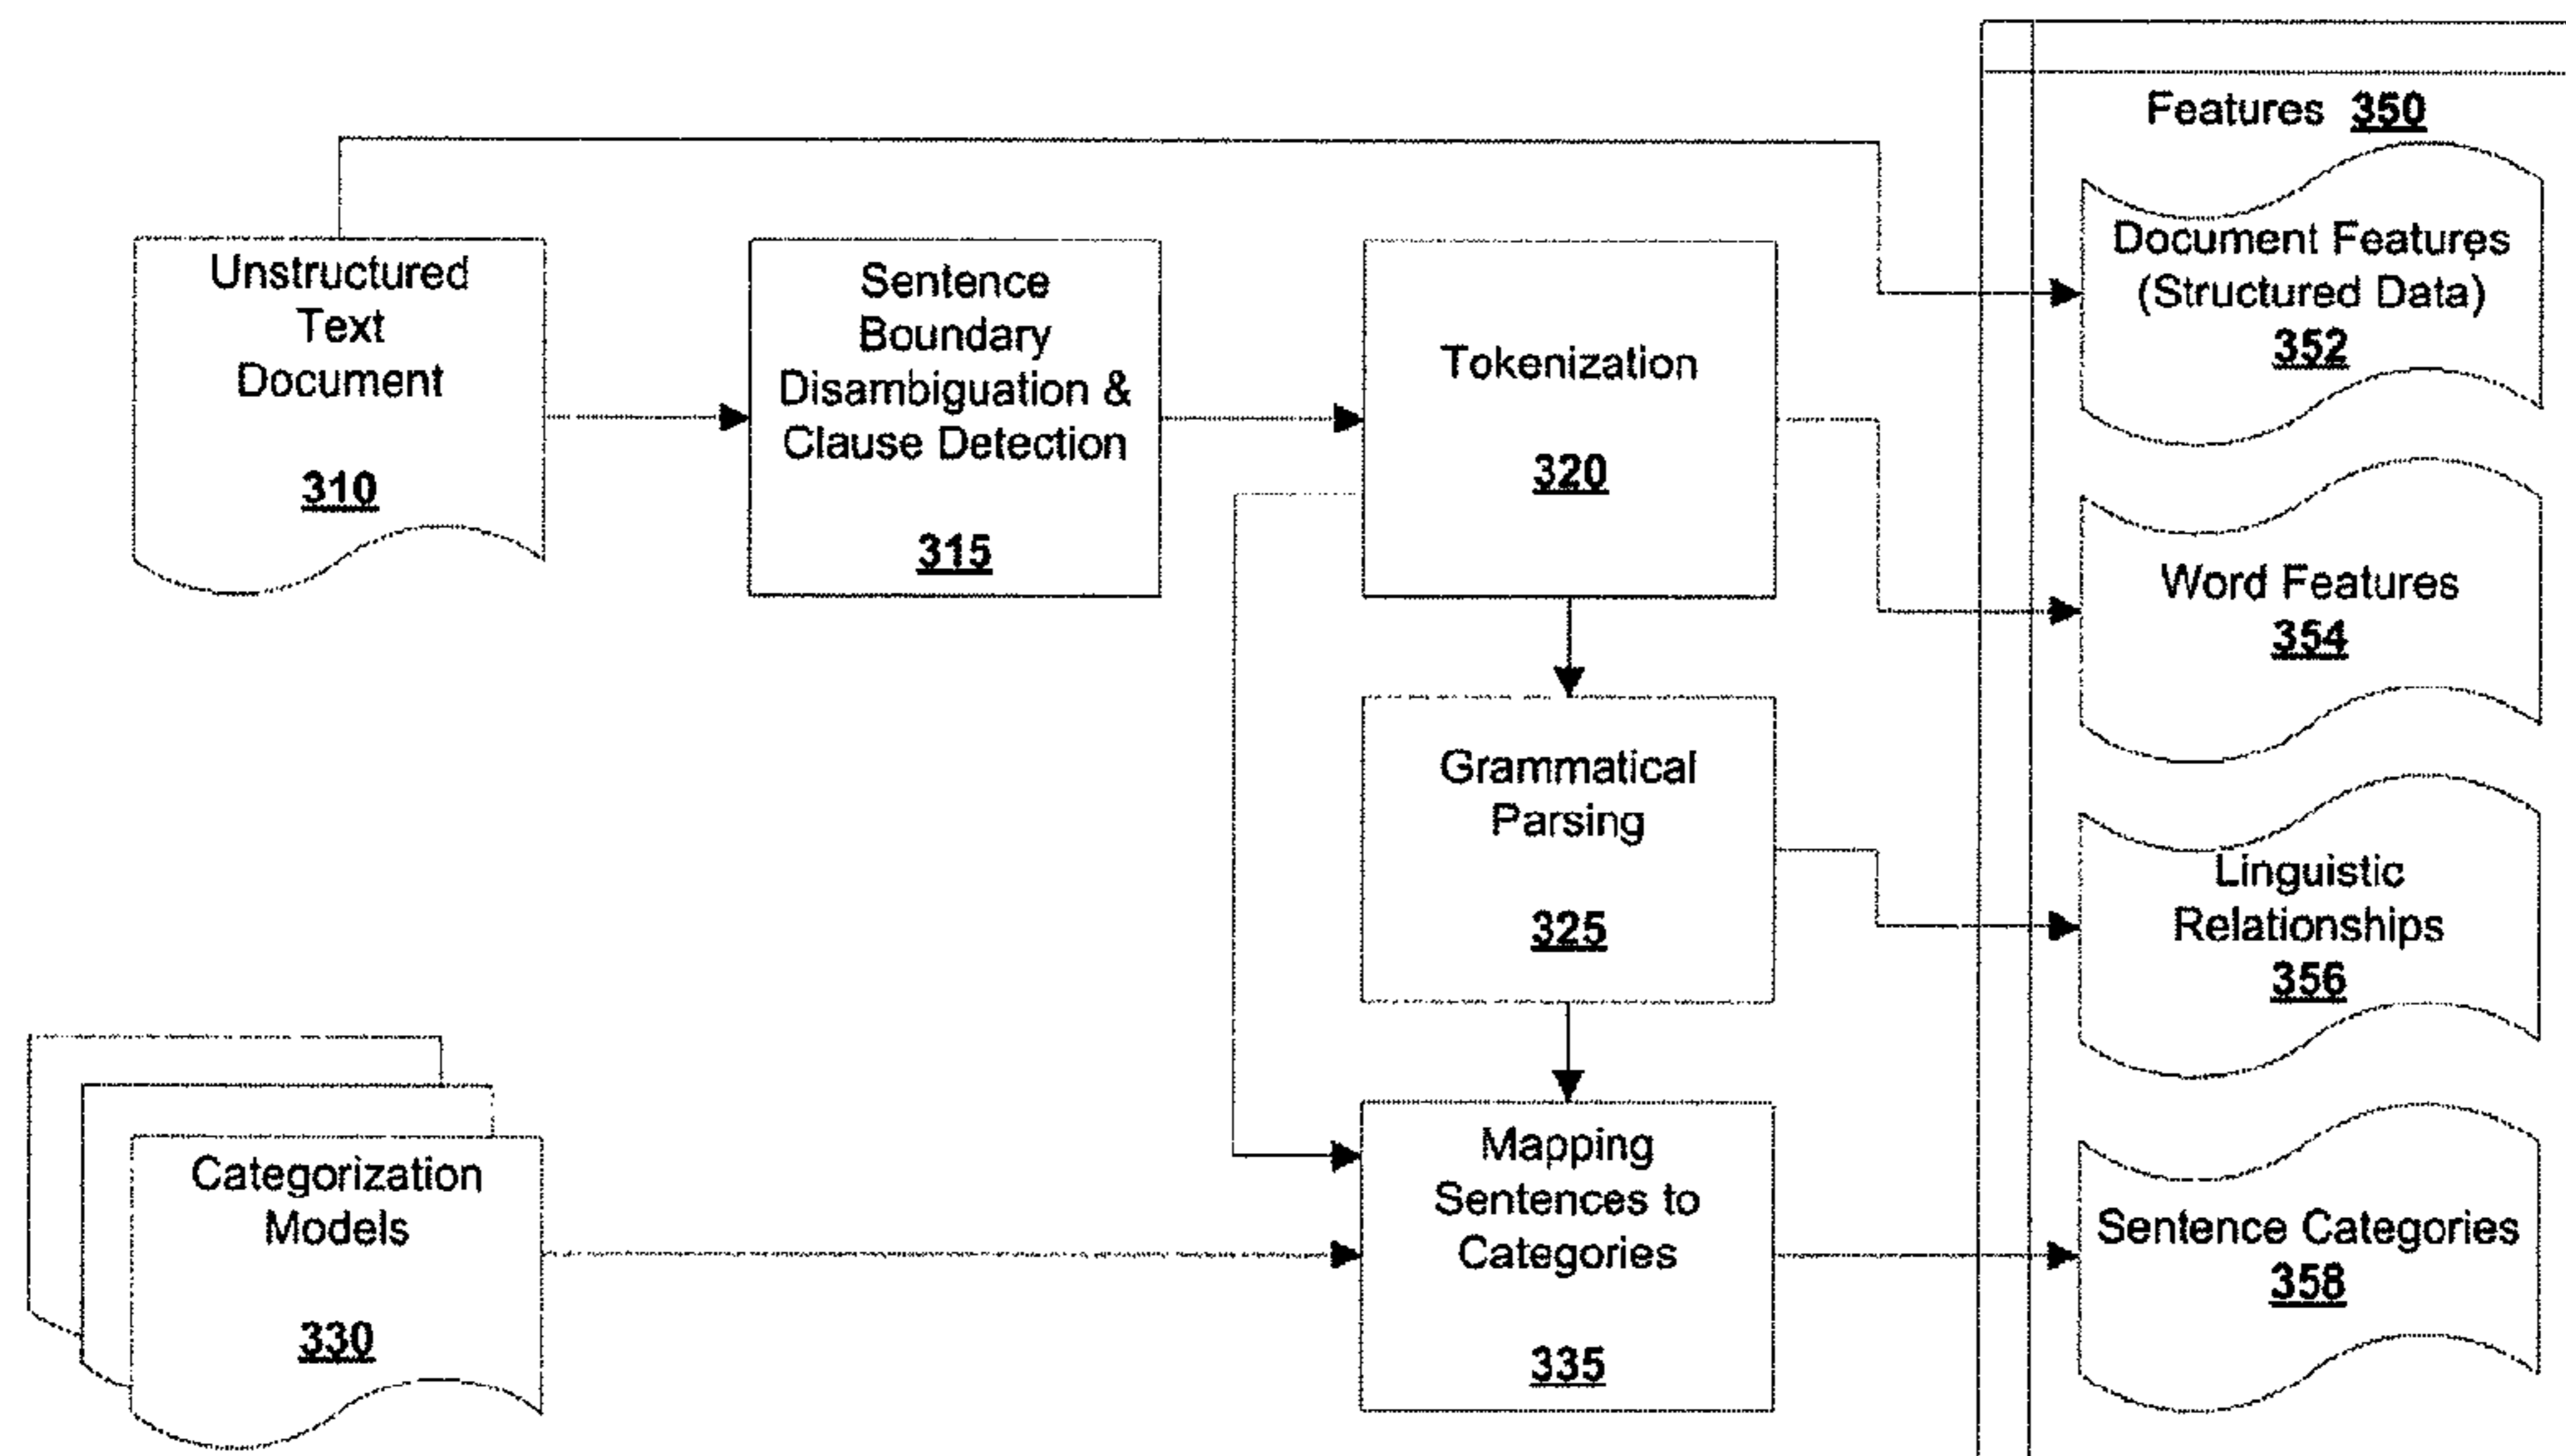 Features 350
Unstructured
Text
Document
310
Sentence
Boundary
Disambiguation &
Clause Detection
315
Tokenization
320
Document Features
(Structured Data)
352
Word Features
354
Grammatical
Parsing
325
Linguistic
Relationships
356
Categorization
Models
330
Mapping
Sentences to
Categories
335
Sentence Categories
358